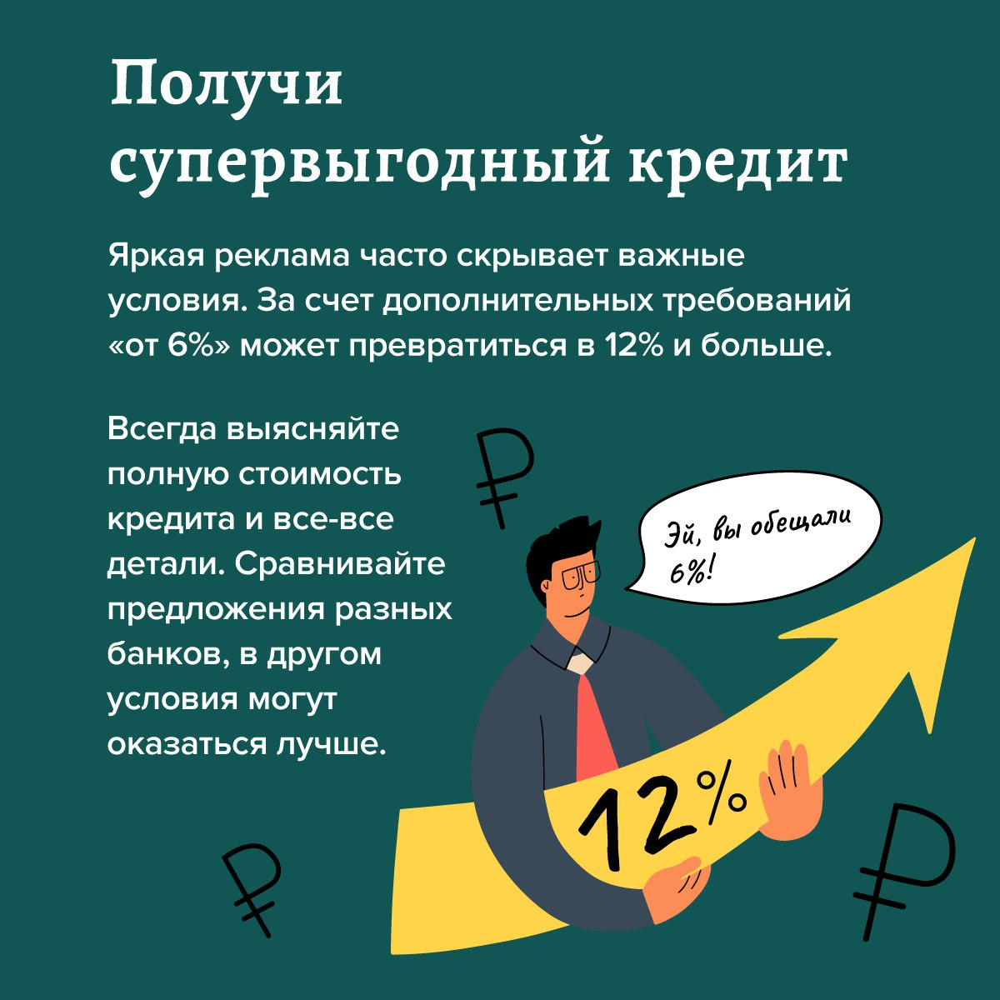 Получи
супервыгодный кредит
Яркая реклама часто скрывает важные
условия. За счет дополнительных требований
«от 6%» может превратиться в 12% и больше.
Всегда выясняйте
полную стоимость
кредита и все-все
детали. Сравнивайте
предложения разных
банков, в другом
условия могут
оказаться лучше.
₽
Эй, вы обещали
6%!
12%
₽
₽